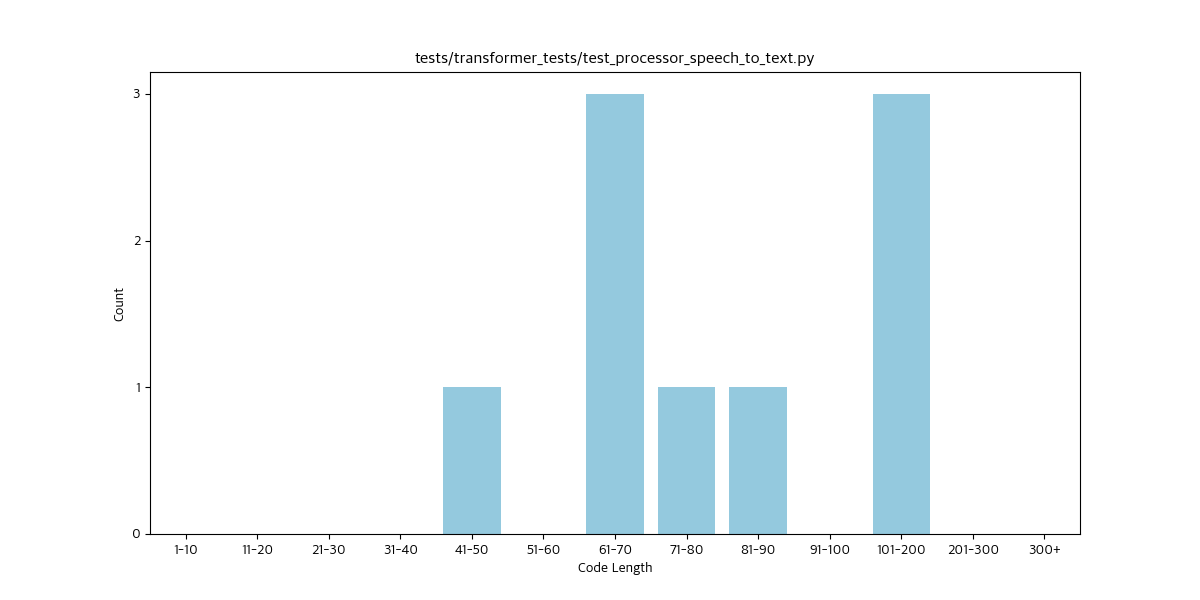 tests/transformer_tests/test_processor_speech_to_text.py
3
2
1
0
Count
1-10 11-20 21-30 31-40 41-50 51-60 61-70 71-80 81-90 91-100 101-200 201-300 300+
Code Length